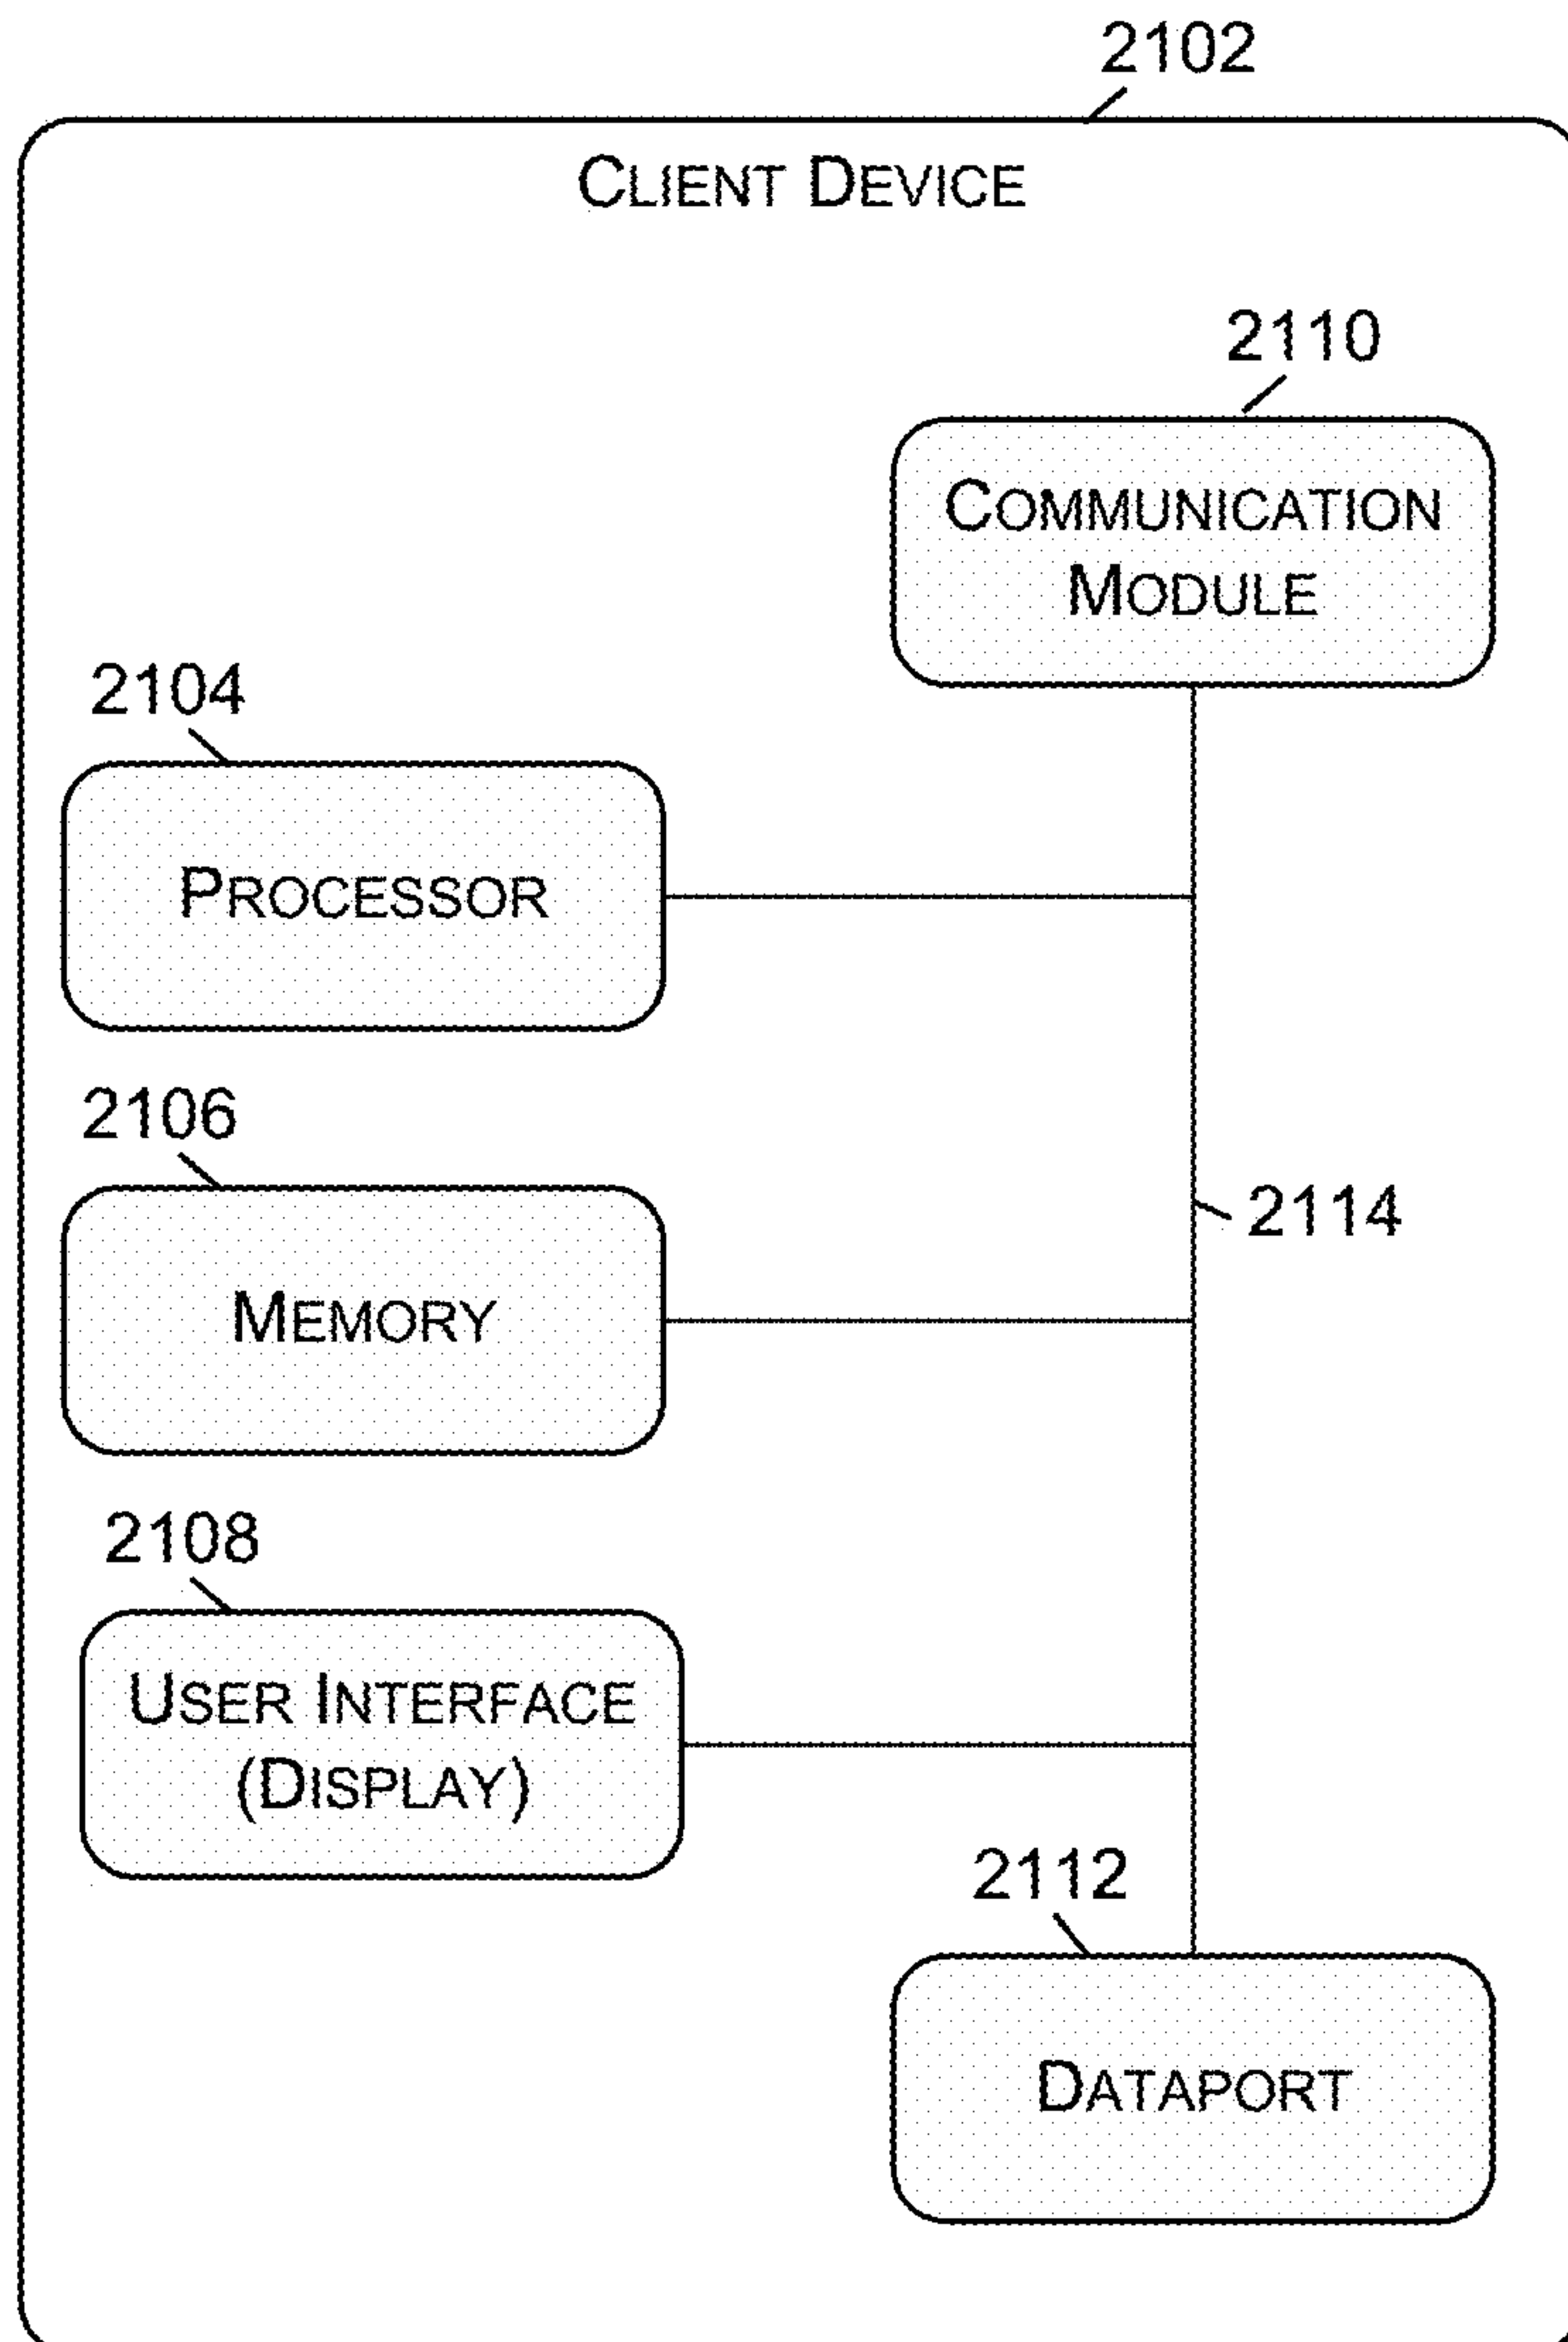 2102
CLIENT DEVICE
2110
COMMUNICATION
MODULE
2104
PROCESSOR
2106
2114
MEMORY
2108
USER INTERFACE
(DISPLAY)
2112
DATAPORT